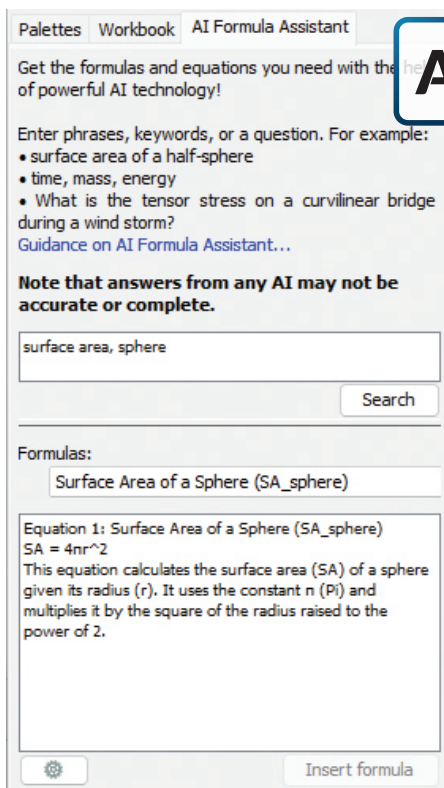 Palettes Workbook AI Formula Assistant
Get the formulas and equations you need with the
of powerful AI technology!
A
Enter phrases, keywords, or a question. For example:
• surface area of a half-sphere
• time, mass, energy
• What is the tensor stress on a curvilinear bridge
during a wind storm?
Guidance on AI Formula Assistant...
Note that answers from any AI may not be
accurate or complete.
surface area, sphere
Search
Formulas:
Surface Area of a Sphere (SA_sphere)
Equation 1: Surface Area of a Sphere (SA_sphere)
SA = 4πr^2
This equation calculates the surface area (SA) of a sphere
given its radius (r). It uses the constant π (Pi) and
multiplies it by the square of the radius raised to the
power of 2.
Insert formula